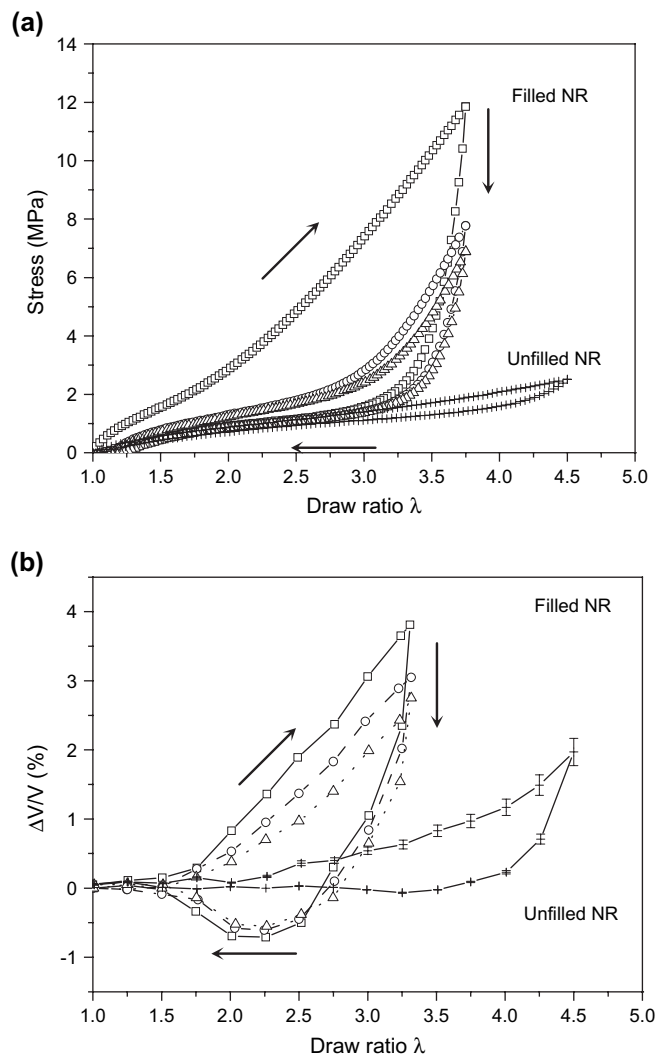 (a)
14
12
10
8
6
4
2
0
Stress (MPa)
Filled NR
Unfilled NR
1.0 1.5 2.0 2.5 3.0 3.5 4.0 4.5 5.0
Draw ratio λ
(b)
4
3
2
1
0
-1
ΔV/V (%)
Filled NR
Unfilled NR
1.0 1.5 2.0 2.5 3.0 3.5 4.0 4.5 5.0
Draw ratio λ